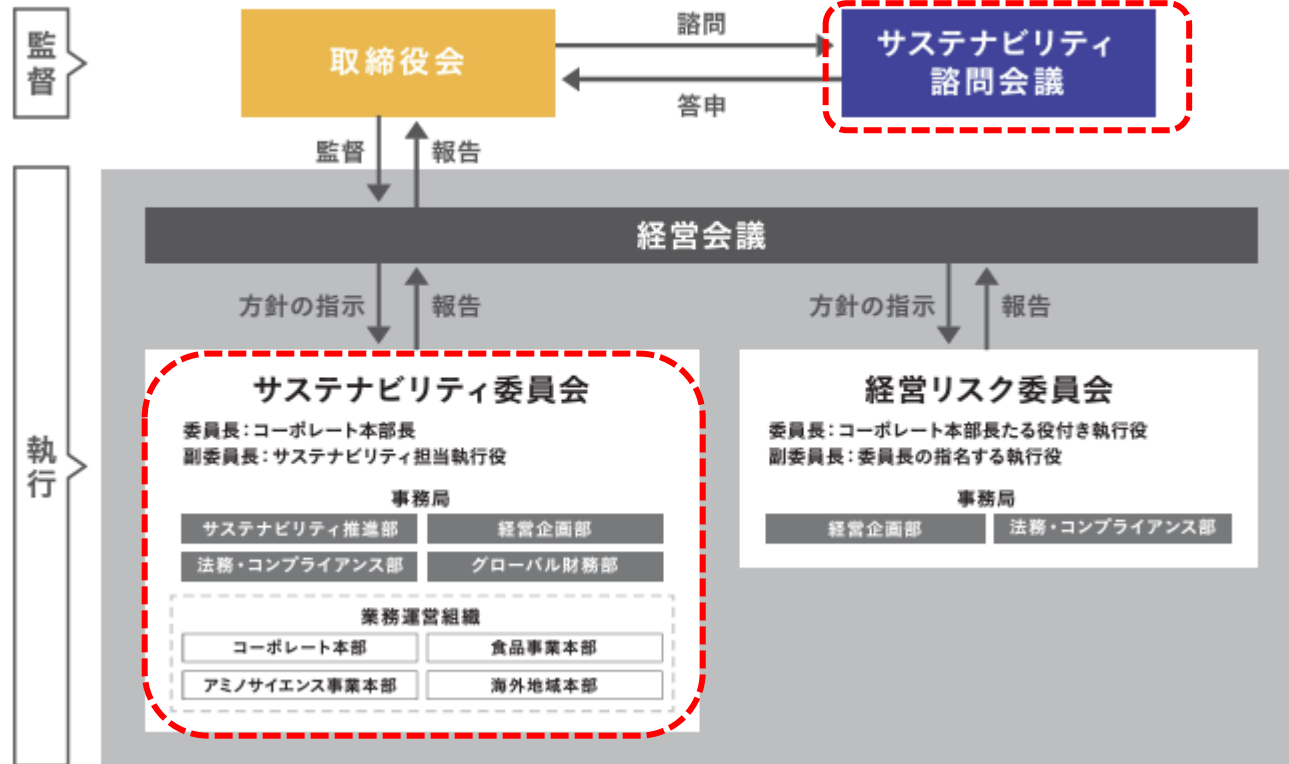 監督
取締役会
諮問
答申
サステナビリティ
諮問会議
監督
報告
執行
経営会議
方針の指示
報告
方針の指示
報告
サステナビリティ委員会
委員長：コーポレート本部長
副委員長：サステナビリティ担当執行役
事務局
サステナビリティ推進部
経営企画部
法務・コンプライアンス部
グローバル財務部
業務運営組織
コーポレート本部
食品事業本部
アミノサイエンス事業本部
海外地域本部
経営リスク委員会
委員長：コーポレート本部長たる役付き執行役
副委員長：委員長の指名する執行役
事務局
経営企画部
法務・コンプライアンス部